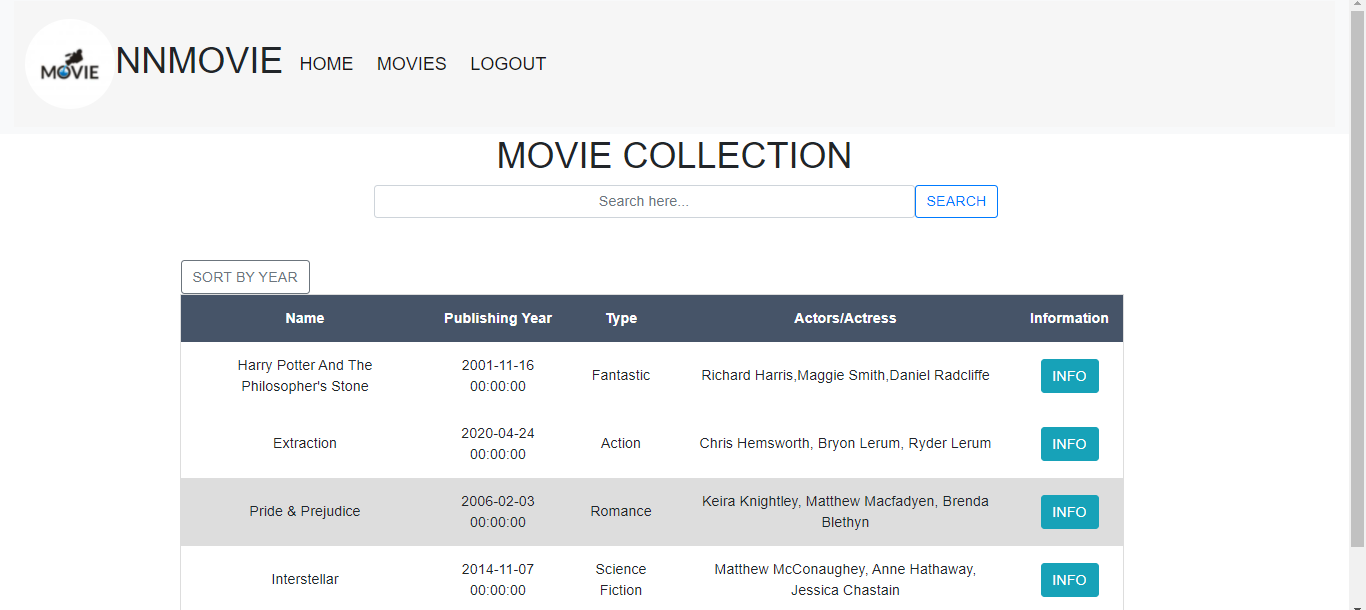 MOVIE
NNMOVIE HOME MOVIES LOGOUT
MOVIE COLLECTION
Search here... SEARCH
SORT BY YEAR
Name Publishing Year Type Actors/Actress Information
Harry Potter And The
Philosopher's Stone
2001-11-16
00:00:00
Fantastic
Richard Harris,Maggie Smith,Daniel Radcliffe
INFO
Extraction
2020-04-24
00:00:00
Action
Chris Hemsworth, Bryon Lerum, Ryder Lerum
INFO
Pride & Prejudice
2006-02-03
00:00:00
Romance
Keira Knightley, Matthew Macfadyen, Brenda
Blethyn
INFO
Interstellar
2014-11-07
00:00:00
Science
Fiction
Matthew McConaughey, Anne Hathaway,
Jessica Chastain
INFO